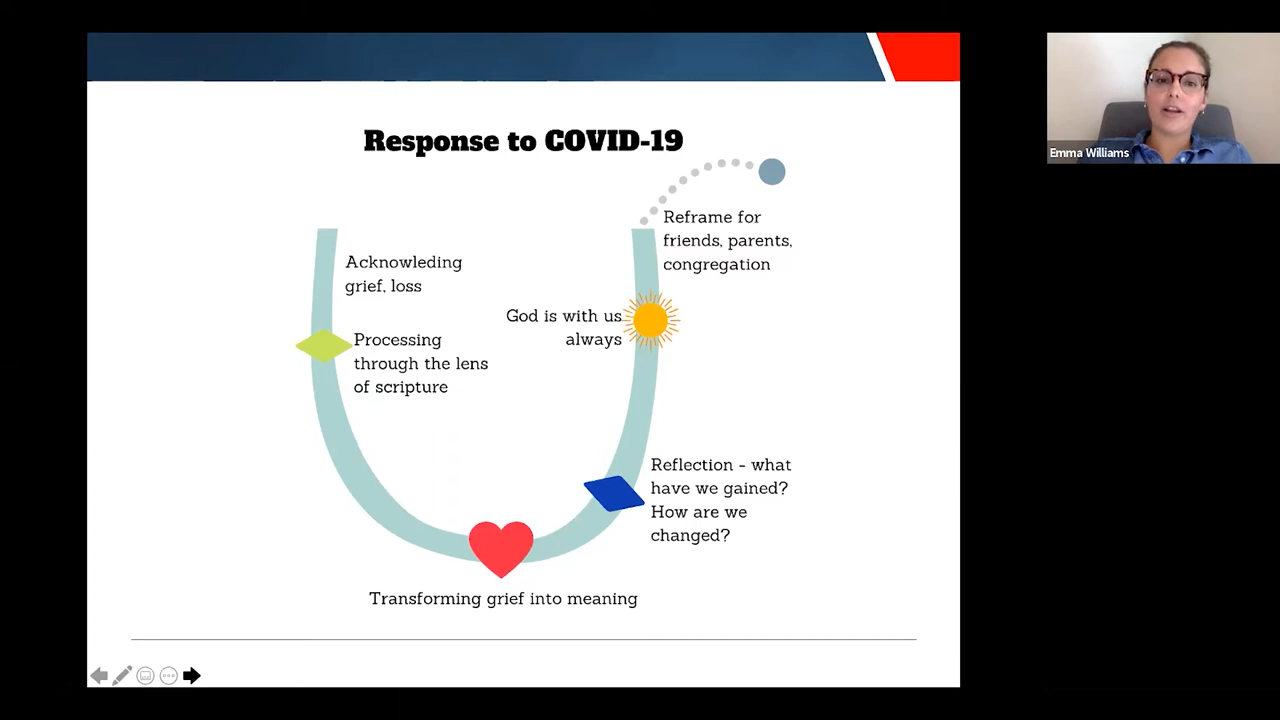 Response to COVID-19
Acknowleding
grief, loss
Processing
through the lens
of scripture
Transforming grief into meaning
Reflection - what
have we gained?
How are we
changed?
God is with us
always
Reframe for
friends, parents,
congregation
Emma Williams